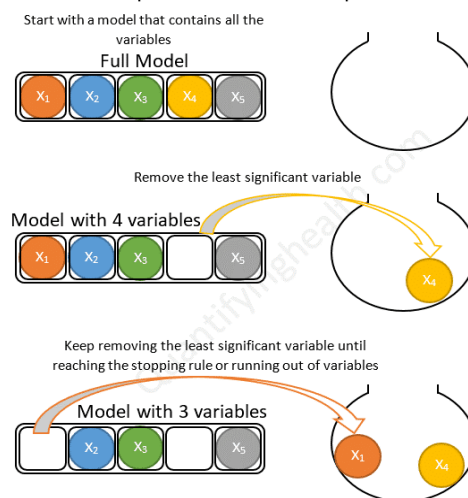 Start with a model that contains all the
variables
Full Model
X₁ X₂ X₃ X₄ X₅
Remove the least significant variable
Model with 4 variables
X₁ X₂ X₃ X₅
X₄
Keep removing the least significant variable until
reaching the stopping rule or running out of variables
Model with 3 variables
X₂ X₃ X₅
X₁ X₄